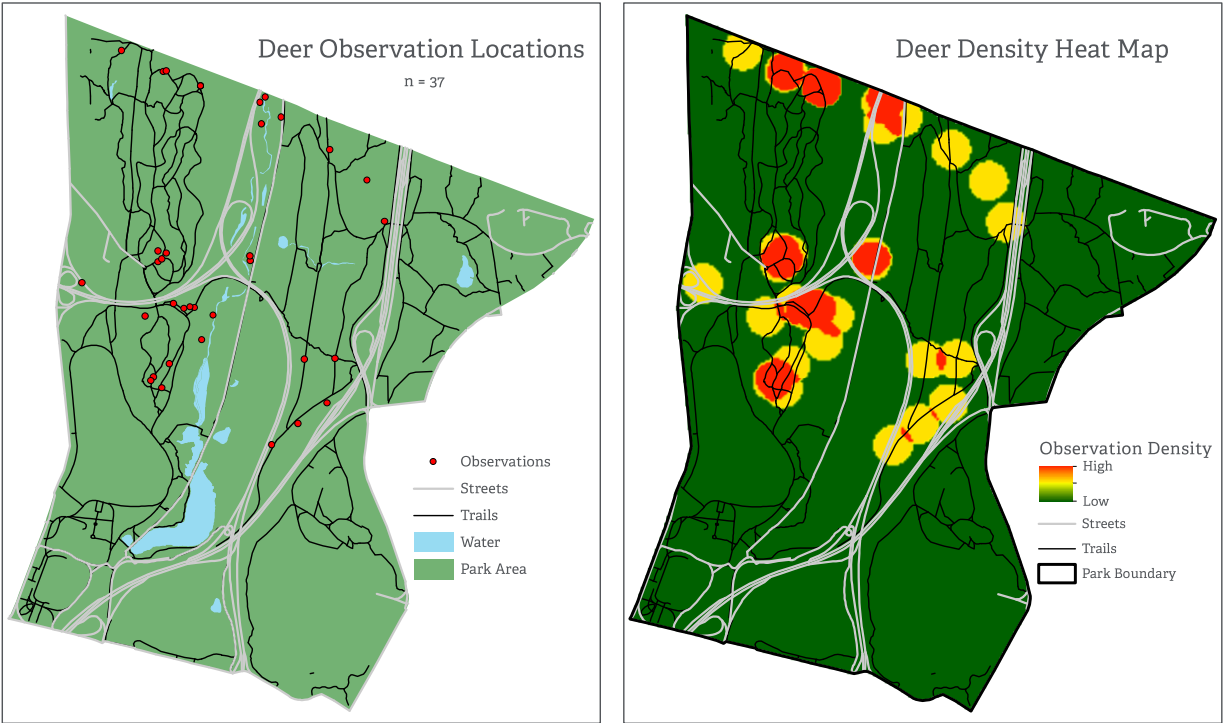 Deer Observation Locations
n = 37
Observations
Streets
Trails
Water
Park Area
Deer Density Heat Map
Observation Density
High
Low
Streets
Trails
Park Boundary